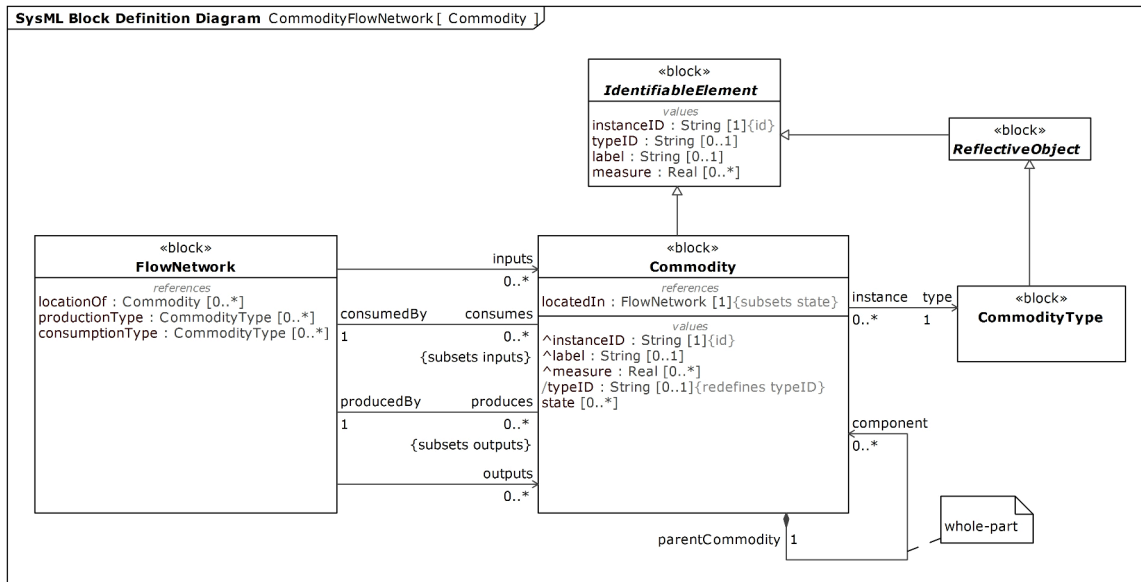 SysML Block Definition Diagram CommodityFlowNetwork [ Commodity ]
«block»
IdentifiableElement
values
instanceID : String [1]{id}
typeID : String [0..1]
label : String [0..1]
measure : Real [0..*]
«block»
ReflectiveObject
«block»
FlowNetwork
references
locationOf : Commodity [0..*]
productionType : CommodityType [0..*]
consumptionType : CommodityType [0..*]
inputs
0..*
consumedBy consumes
1 0..*
{subsets inputs}
producedBy produces
1 0..*
{subsets outputs}
outputs
0..*
«block»
Commodity
references
locatedIn : FlowNetwork [1]{subsets state}
values
^instanceID : String [1]{id}
^label : String [0..1]
^measure : Real [0..*]
/typeID : String [0..1]{redefines typeID}
state [0..*]
instance type
0..* 1
«block»
CommodityType
component
0..*
parentCommodity 1
whole-part